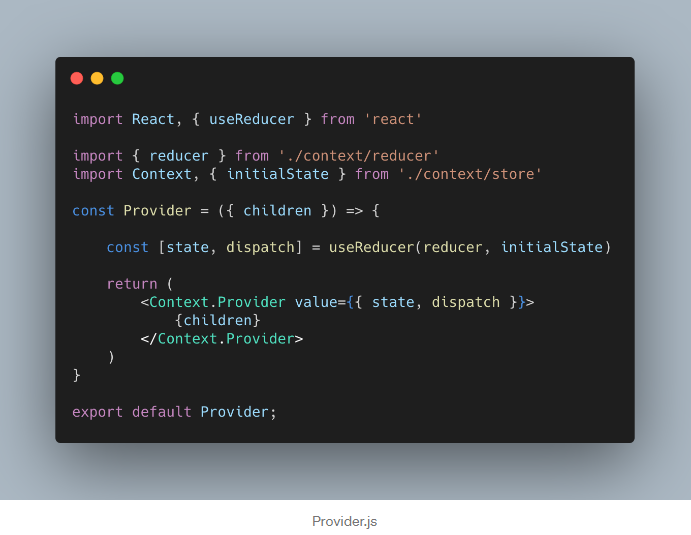 import React, { useReducer } from 'react'
import { reducer } from './context/reducer'
import Context, { initialState } from './context/store'
const Provider = ({ children }) => {
const [state, dispatch] = useReducer(reducer, initialState)
return (
<Context.Provider value={{ state, dispatch }}>
{children}
</Context.Provider>
)
}
export default Provider;
Provider.js